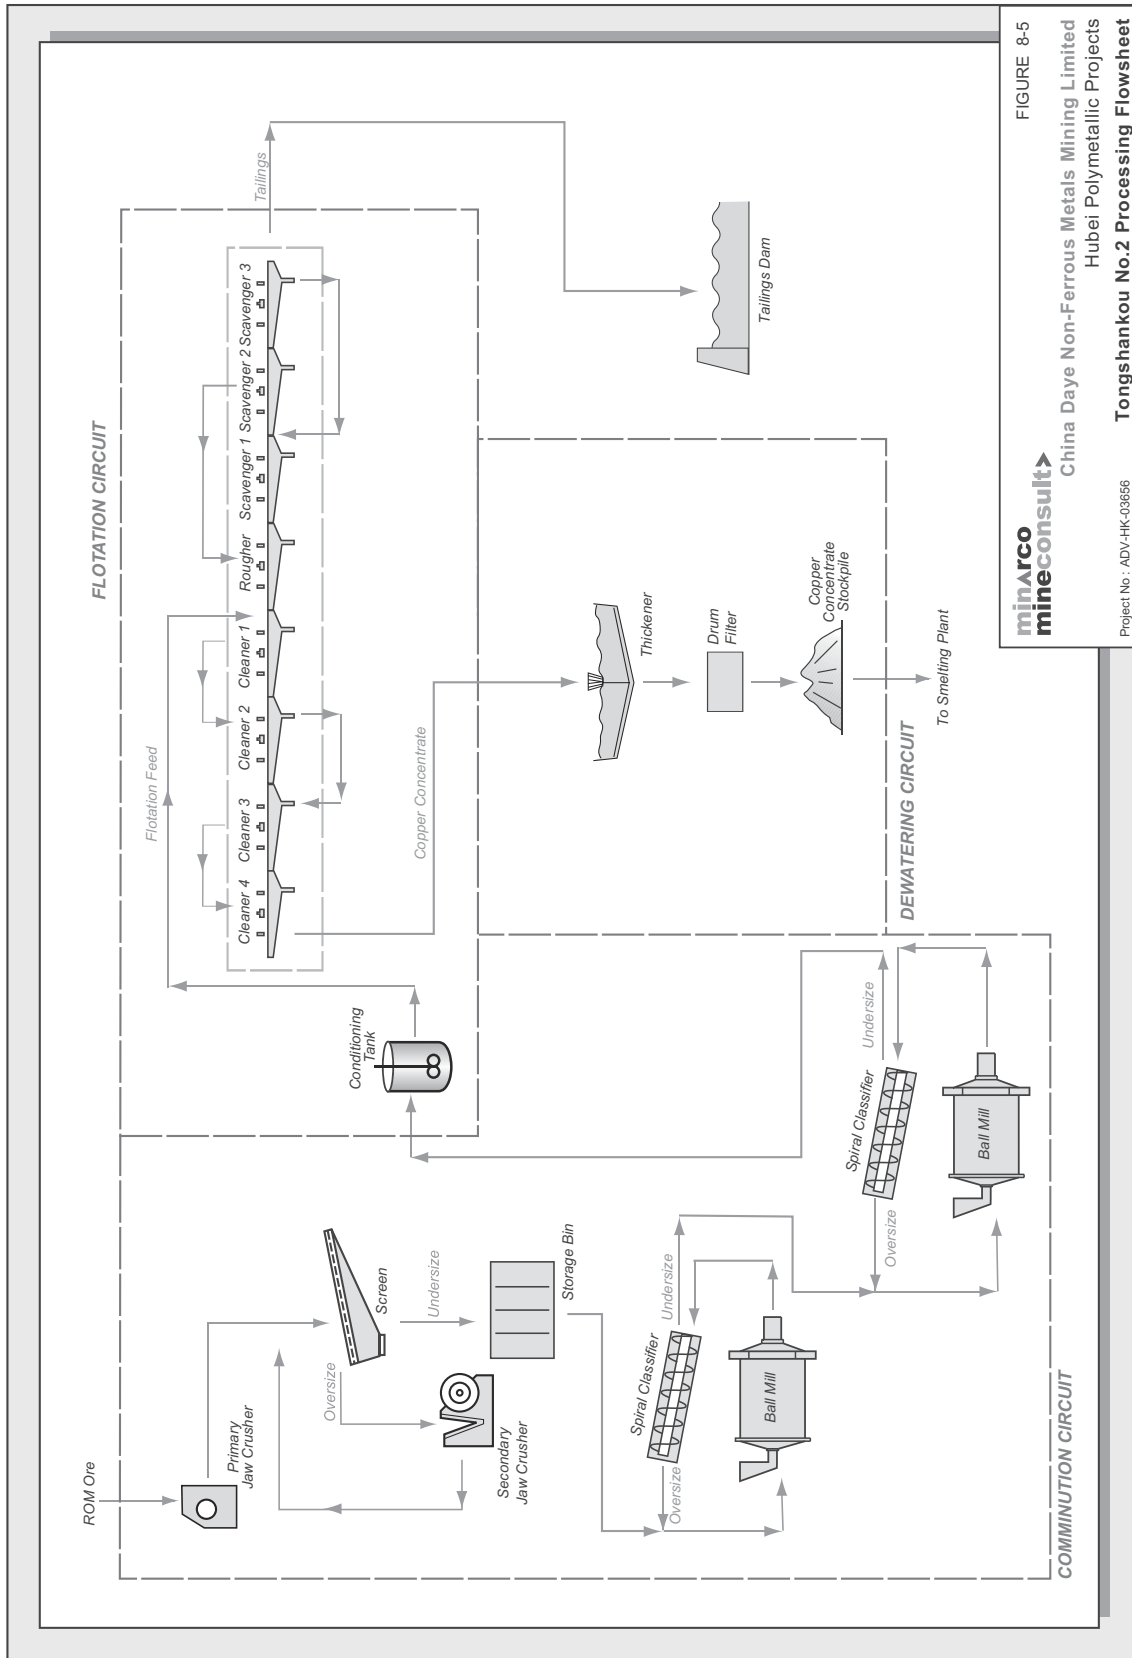 FLOTATION CIRCUIT
Tailings
Flotation Feed
Cleaner 4
Cleaner 3
Cleaner 2
Cleaner 1
Rougher
Scavenger 1
Scavenger 2
Scavenger 3
Conditioning
Tank
Copper Concentrate
Tailings Dam
ROM Ore
Primary
Jaw Crusher
Screen
Oversize
Undersize
Secondary
Jaw Crusher
Storage Bin
Spiral Classifier
Undersize
Oversize
Ball Mill
Spiral Classifier
Undersize
Oversize
Ball Mill
COMMINUTION CIRCUIT
Thickener
Drum
Filter
Copper
Concentrate
Stockpile
To Smelting Plant
DEWATERING CIRCUIT
minarco
mineconsult
FIGURE 8-5
China Daye Non-Ferrous Metals Mining Limited
Hubei Polymetallic Projects
Tongshankou No.2 Processing Flowsheet
Project No : ADV-HK-03656